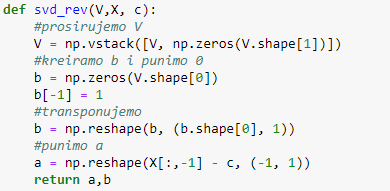 def svd_rev(V,X, c):
    #prosirujemo V
    V = np.vstack([V, np.zeros(V.shape[1])])
    #kreiramo b i punimo 0
    b = np.zeros(V.shape[0])
    b[-1] = 1
    #transponujemo
    b = np.reshape(b, (b.shape[0], 1))
    #punimo a
    a = np.reshape(X[:,-1] - c, (-1, 1))
    return a,b